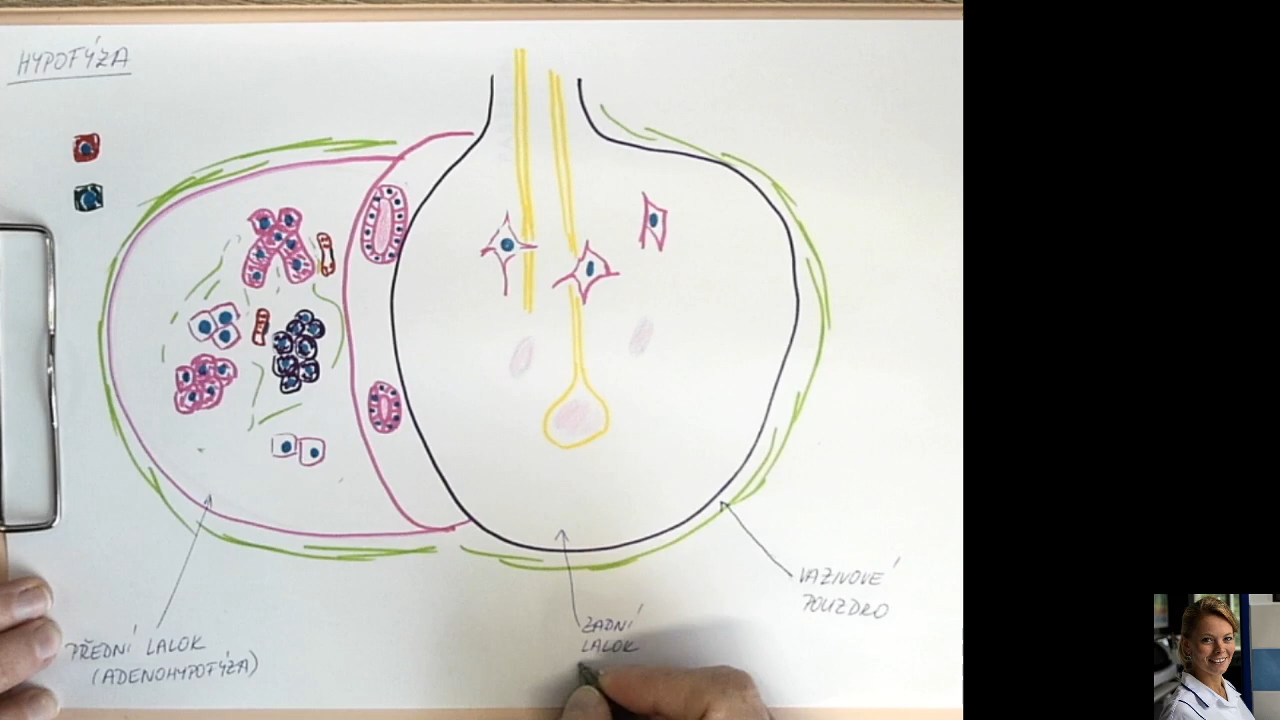 HYPOFÝZA
PŘEDNÍ LALOK
(ADENOHYPOFÝZA)
ZADNÍ
LALOK
VAZIVOVÉ
POUZDRO